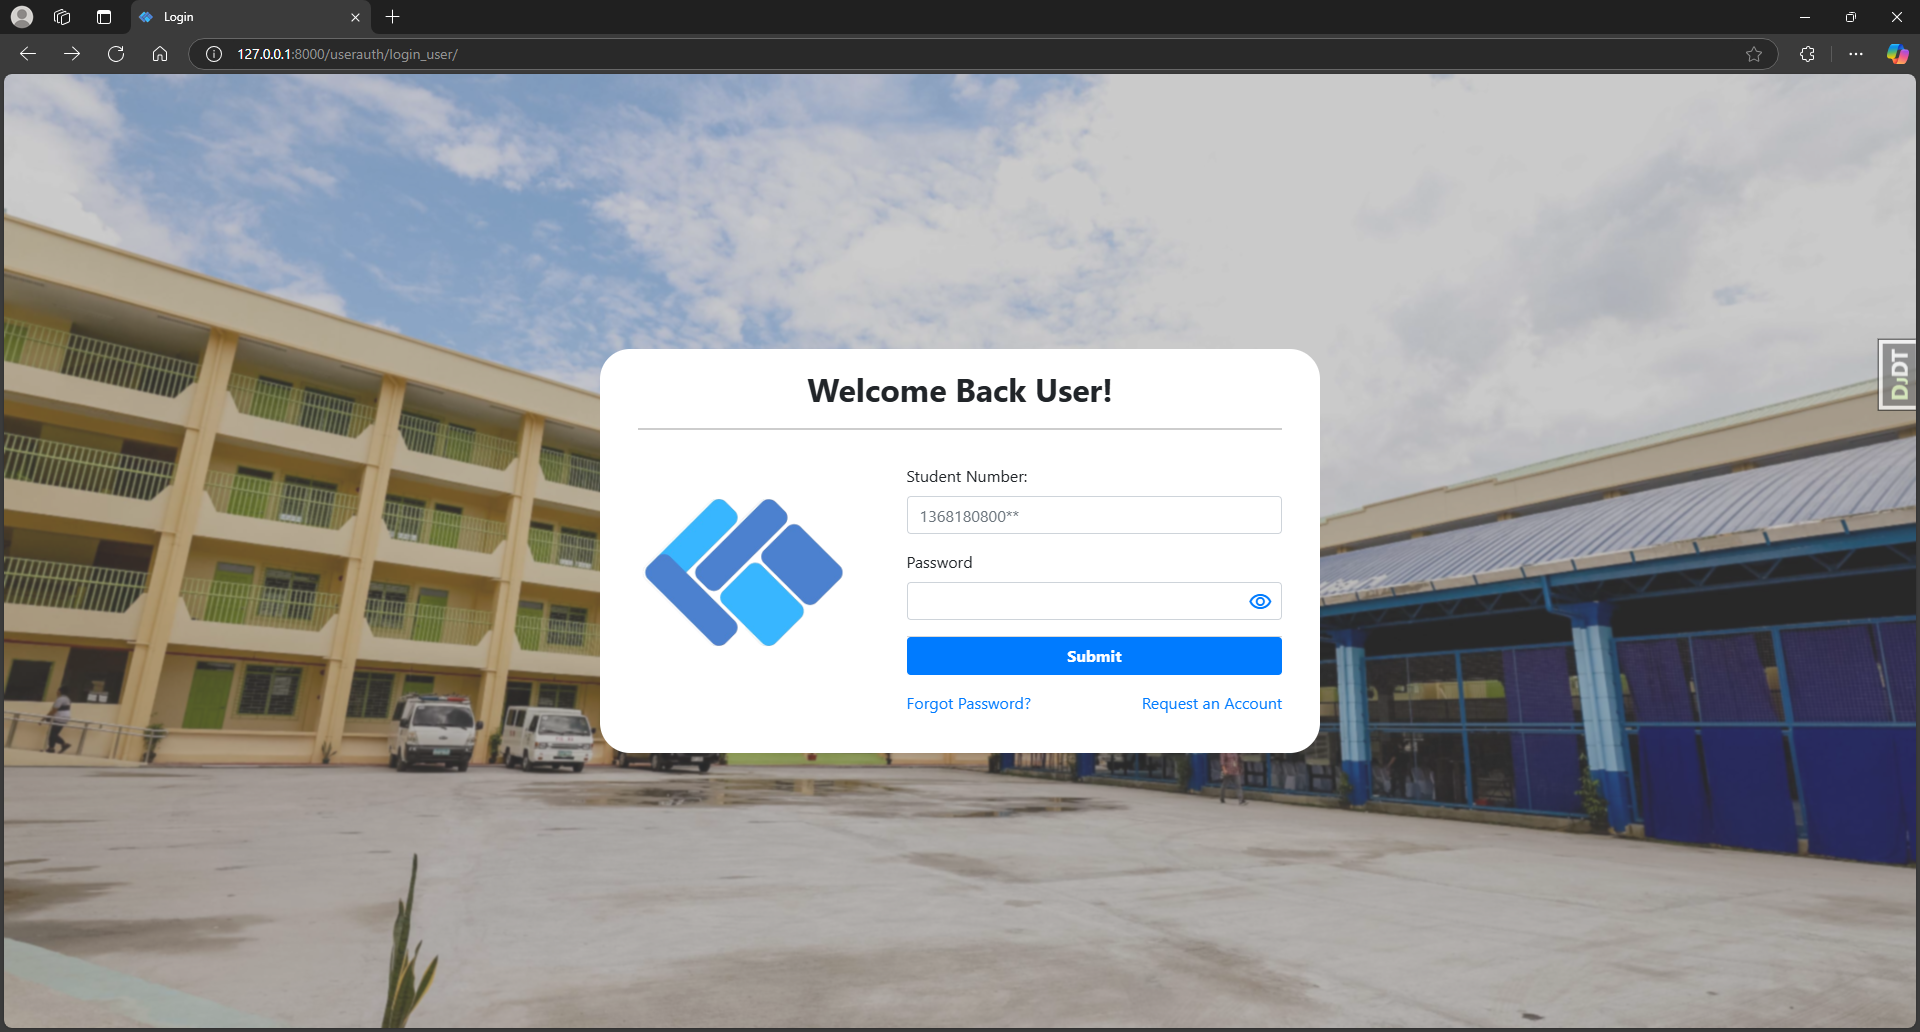 Login
127.0.0.1:8000/userauth/login_user/
DjDT
Welcome Back User!
Student Number:
1368180800**
Password
Submit
Forgot Password?
Request an Account